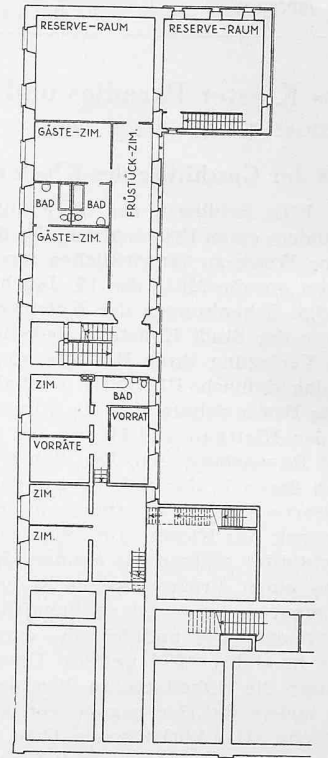 RESERVE-RAUM
RESERVE-RAUM
GÄSTE-ZIM.
FRÜSTÜCK-ZIM.
BAD
BAD
GÄSTE-ZIM.
ZIM.
BAD
VORRAT
VORRÄTE
ZIM.
ZIM.